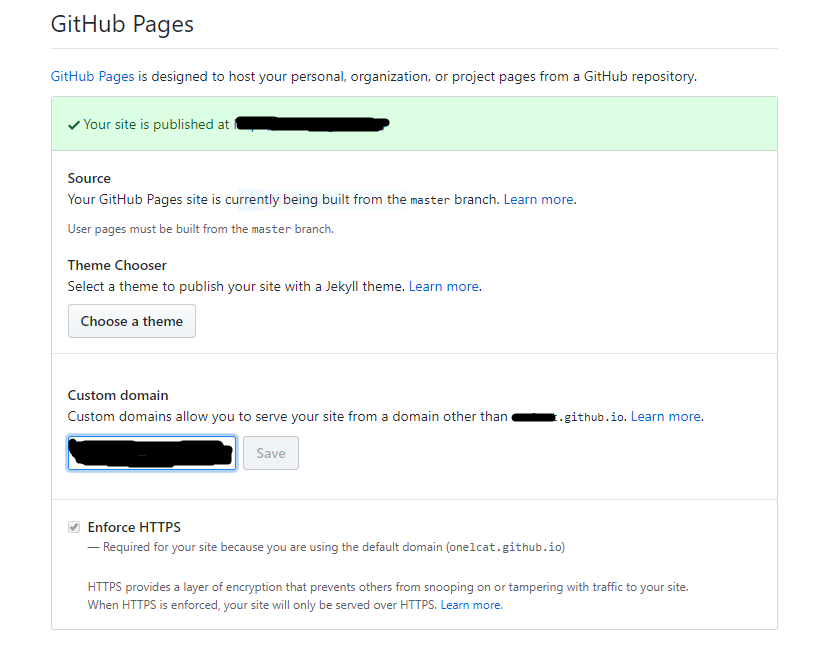 GitHub Pages
GitHub Pages is designed to host your personal, organization, or project pages from a GitHub repository.
Your site is published at
Source
Your GitHub Pages site is currently being built from the master branch. Learn more.
User pages must be built from the master branch.
Theme Chooser
Select a theme to publish your site with a Jekyll theme. Learn more.
Choose a theme
Custom domain
Custom domains allow you to serve your site from a domain other than .github.io. Learn more.
Save
Enforce HTTPS
— Required for your site because you are using the default domain (onelcat.github.io)
HTTPS provides a layer of encryption that prevents others from snooping on or tampering with traffic to your site.
When HTTPS is enforced, your site will only be served over HTTPS. Learn more.